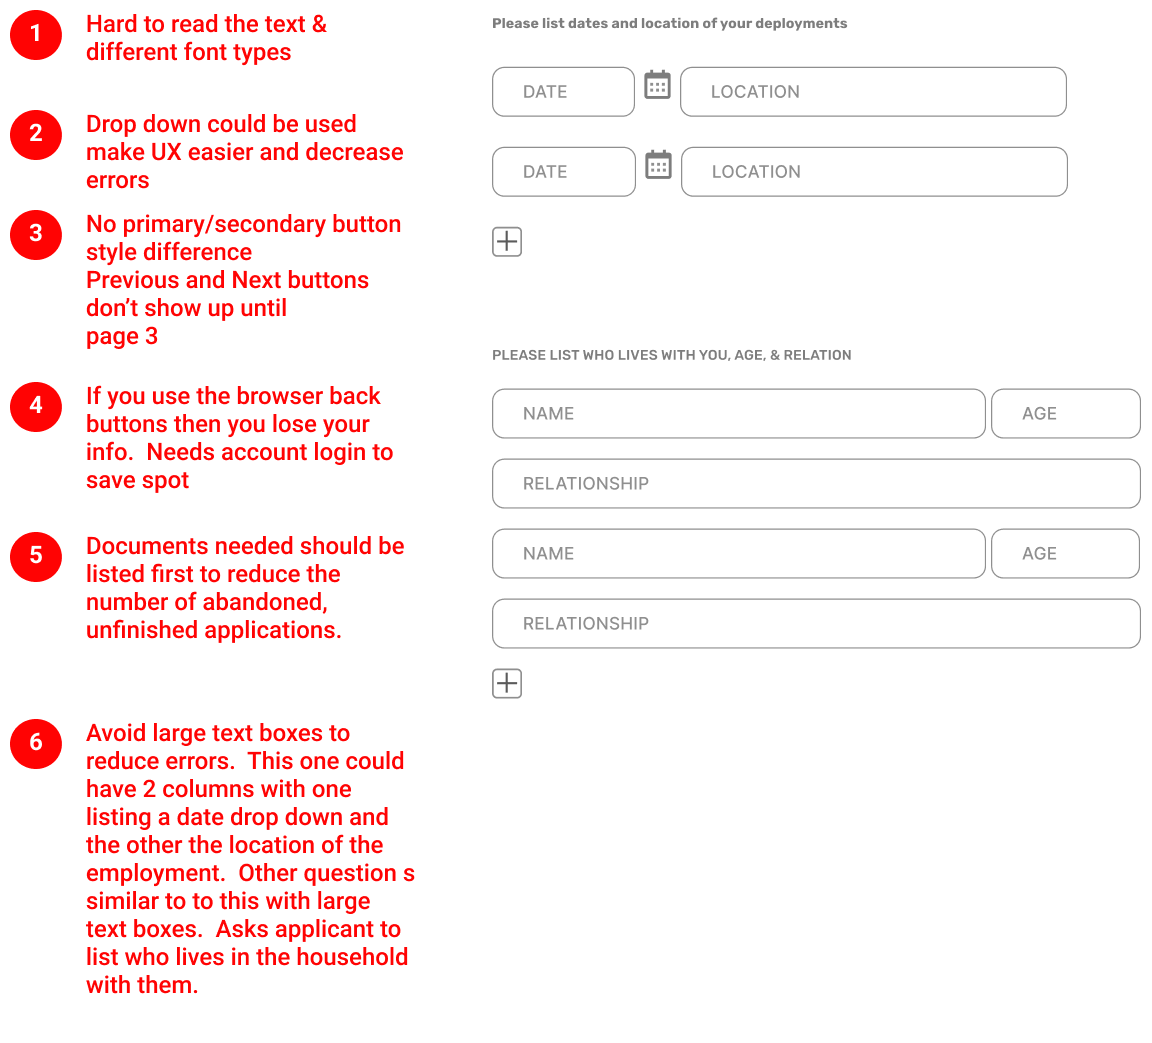 1
Hard to read the text &
different font types
2
Drop down could be used
make UX easier and decrease
errors
3
No primary/secondary button
style difference
Previous and Next buttons
don’t show up until
page 3
4
If you use the browser back
buttons then you lose your
info.  Needs account login to
save spot
5
Documents needed should be
listed first to reduce the
number of abandoned,
unfinished applications.
6
Avoid large text boxes to
reduce errors.  This one could
have 2 columns with one
listing a date drop down and
the other the location of the
employment.  Other question s
similar to to this with large
text boxes.  Asks applicant to
list who lives in the household
with them.
Please list dates and location of your deployments
DATE LOCATION
DATE LOCATION
PLEASE LIST WHO LIVES WITH YOU, AGE, & RELATION
NAME AGE
RELATIONSHIP
NAME AGE
RELATIONSHIP